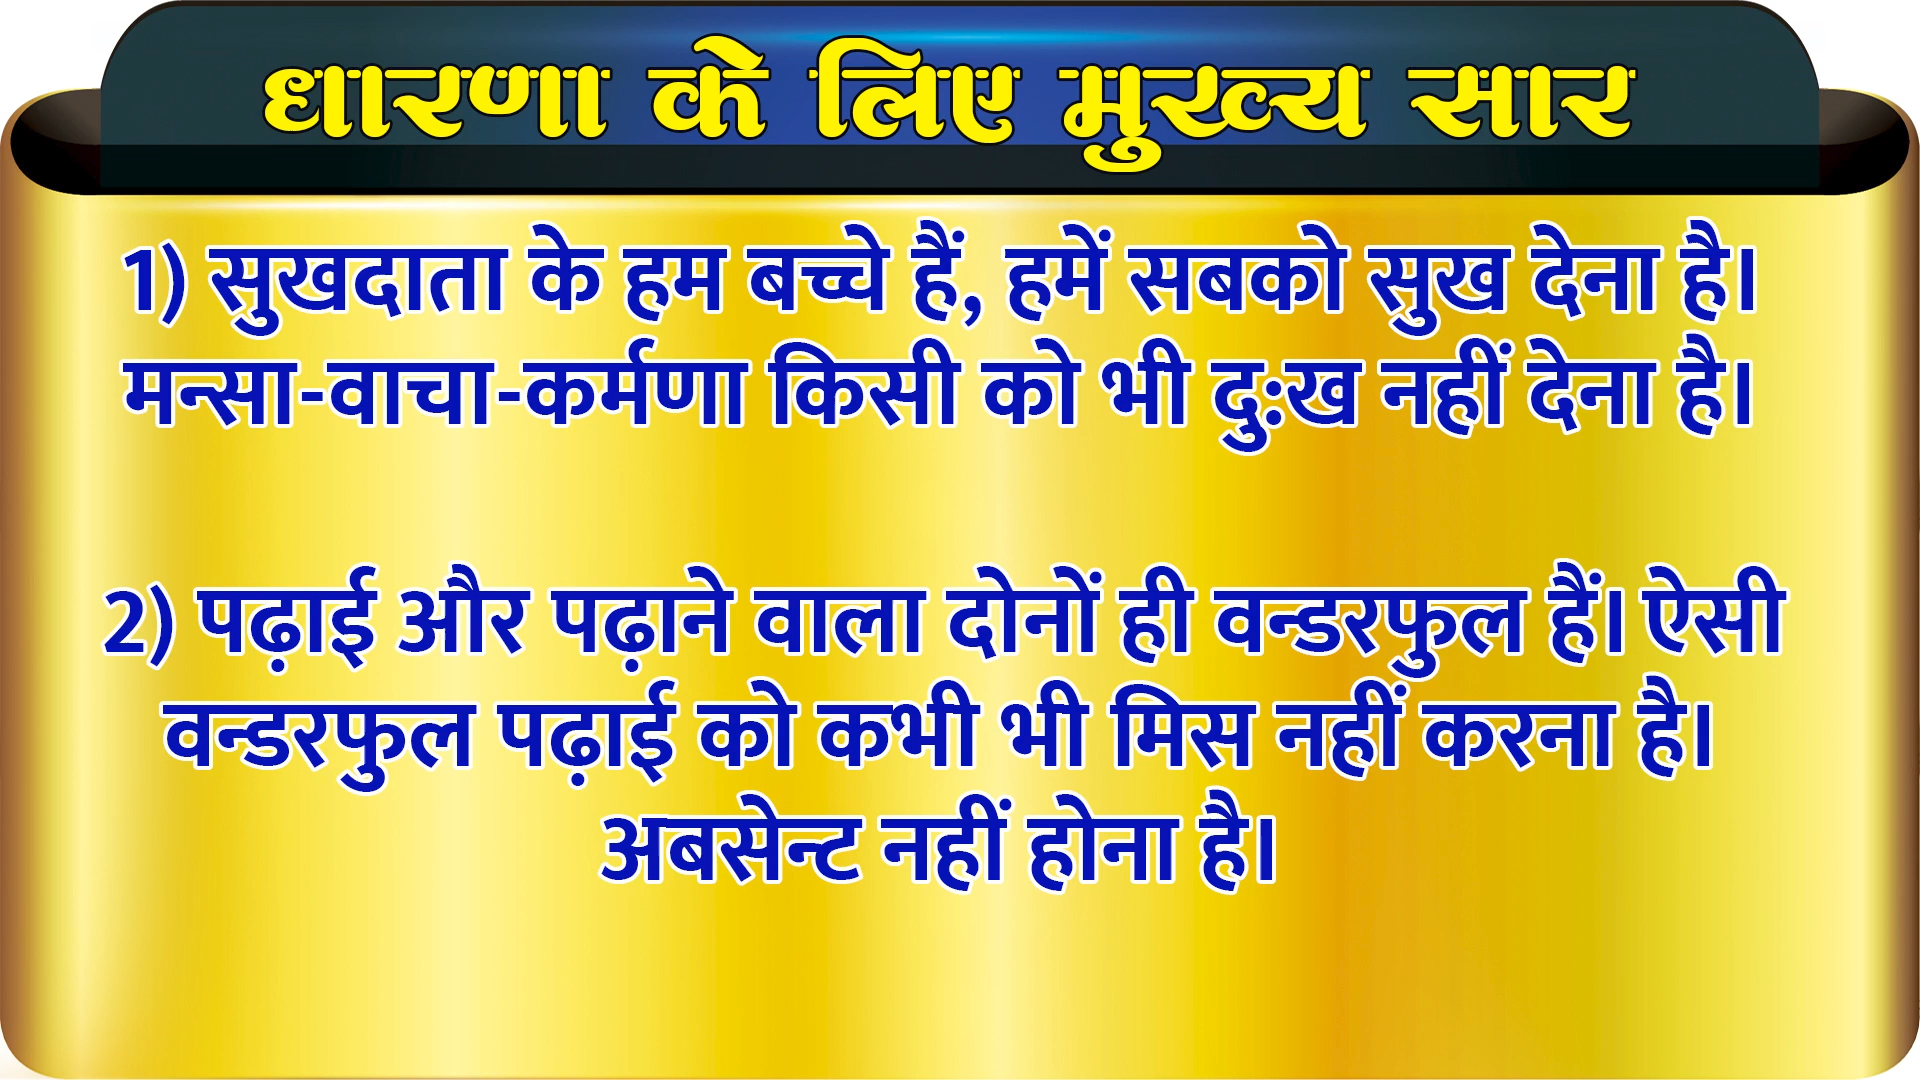 धारणा के लिए मुख्य सार
1) सुखदाता के हम बच्चे हैं, हमें सबको सुख देना है।
मन्सा-वाचा-कर्मणा किसी को भी दु:ख नहीं देना है।
2) पढ़ाई और पढ़ाने वाला दोनों ही वन्डरफुल हैं। ऐसी
वन्डरफुल पढ़ाई को कभी भी मिस नहीं करना है।
अबसेन्ट नहीं होना है।